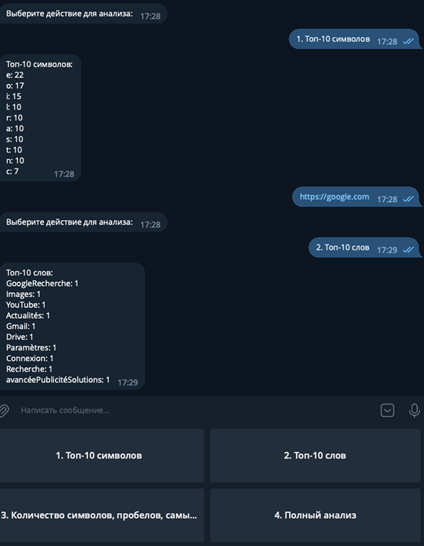 Выберите действие для анализа: 17:28
1. Топ-10 символов 17:28
Топ-10 символов:
e: 22
o: 17
i: 15
l: 10
r: 10
a: 10
s: 10
t: 10
n: 10
c: 7 17:28
https://google.com 17:28
Выберите действие для анализа: 17:28
2. Топ-10 слов 17:29
Топ-10 слов:
GoogleRecherche: 1
Images: 1
YouTube: 1
Actualités: 1
Gmail: 1
Drive: 1
Paramètres: 1
Connexion: 1
Recherche: 1
avancéePublicitéSolutions: 1 17:29
Написать сообщение...
1. Топ-10 символов
2. Топ-10 слов
3. Количество символов, пробелов, самы...
4. Полный анализ